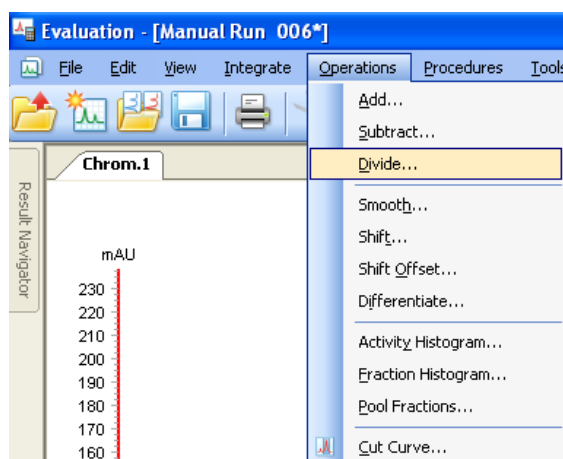 Evaluation - [Manual Run 006*]
File Edit View Integrate Operations Procedures Tools
Add...
Subtract...
Chrom.1
Divide...
Result Navigator
Smooth...
Shift...
mAU
Shift Offset...
230
Differentiate...
220
210
Activity Histogram...
200
Fraction Histogram...
190
180
Pool Fractions...
170
160
Cut Curve...